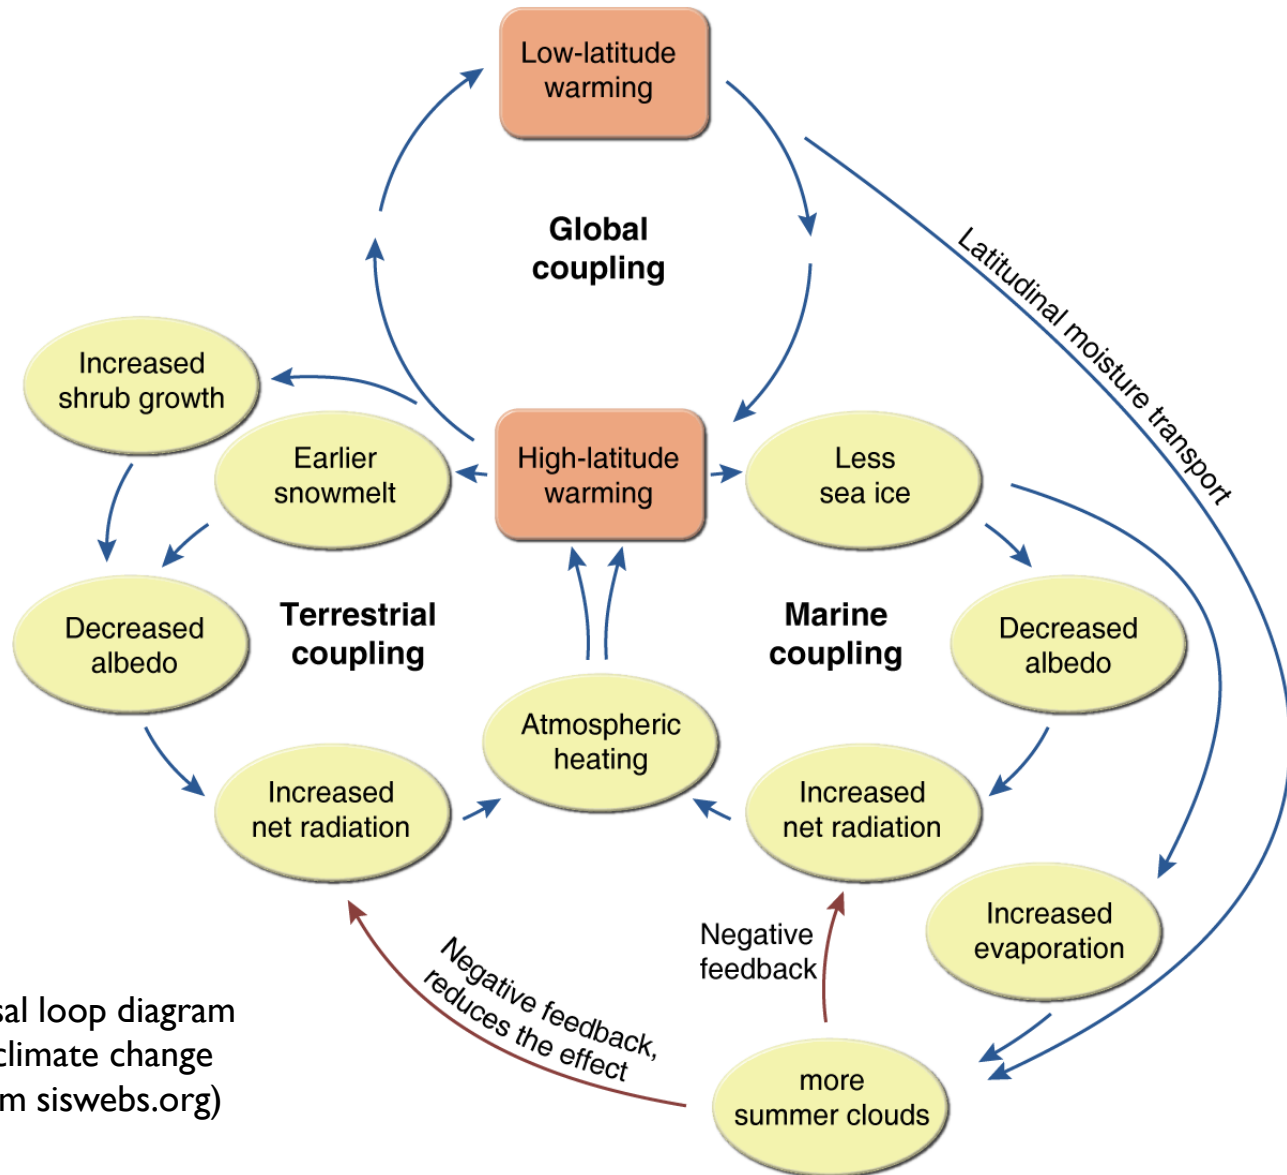 Low-latitude
warming
Global
coupling
Latitudinal moisture transport
Increased
shrub growth
Earlier
snowmelt
High-latitude
warming
Less
sea ice
Decreased
albedo
Terrestrial
coupling
Marine
coupling
Decreased
albedo
Atmospheric
heating
Increased
net radiation
Increased
net radiation
Increased
evaporation
Negative
feedback
Negative feedback,
reduces the effect
more
summer clouds
loop diagram
climate change
siswebs.org)